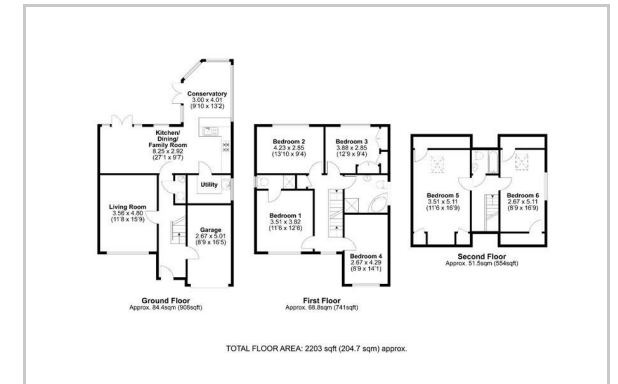 Conservatory
3.00 x 4.01
(9'10 x 13'2)
Kitchen/
Dining/
Family Room
8.25 x 2.92
(27'1 x 9'7)
Utility
Living Room
3.56 x 4.80
(11'8 x 15'9)
Garage
2.67 x 5.01
(8'9 x 16'5)
Ground Floor
Approx. 84.4sqm (908sqft)
Bedroom 2
4.23 x 2.85
(13'10 x 9'4)
Bedroom 3
3.88 x 2.85
(12'9 x 9'4)
Bedroom 1
3.51 x 3.82
(11'6 x 12'6)
Bedroom 4
2.67 x 4.29
(8'9 x 14'1)
First Floor
Approx. 68.8sqm (741sqft)
Bedroom 5
3.51 x 5.11
(11'6 x 16'9)
Bedroom 6
2.67 x 5.11
(8'9 x 16'9)
Second Floor
Approx. 51.5sqm (554sqft)
TOTAL FLOOR AREA: 2203 sqft (204.7 sqm) approx.